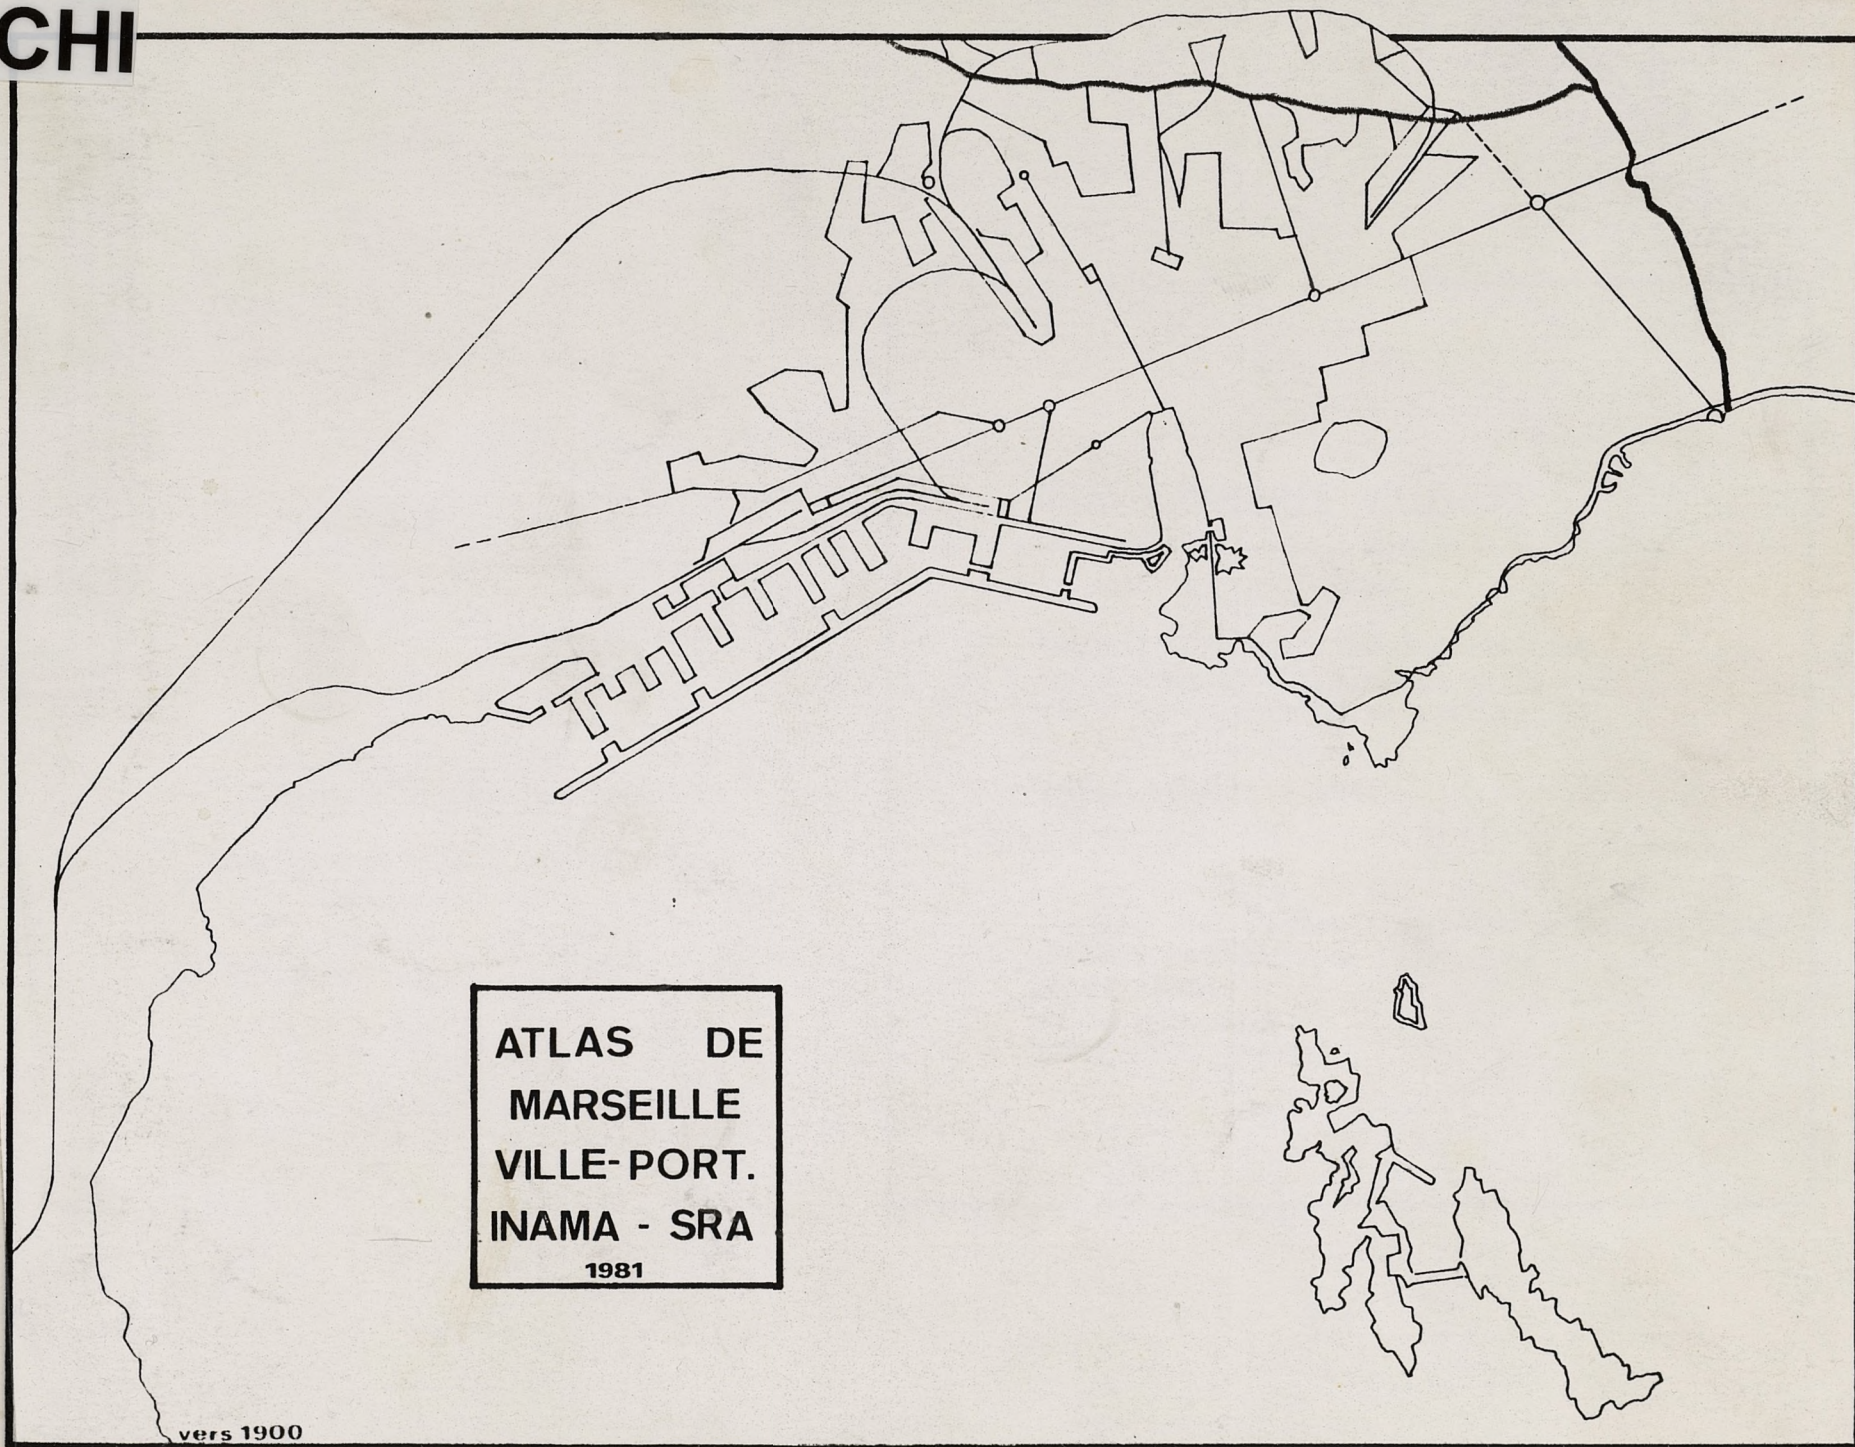 CHI
ATLAS DE
MARSEILLE
VILLE-PORT.
INAMA - SRA
1981
vers 1900